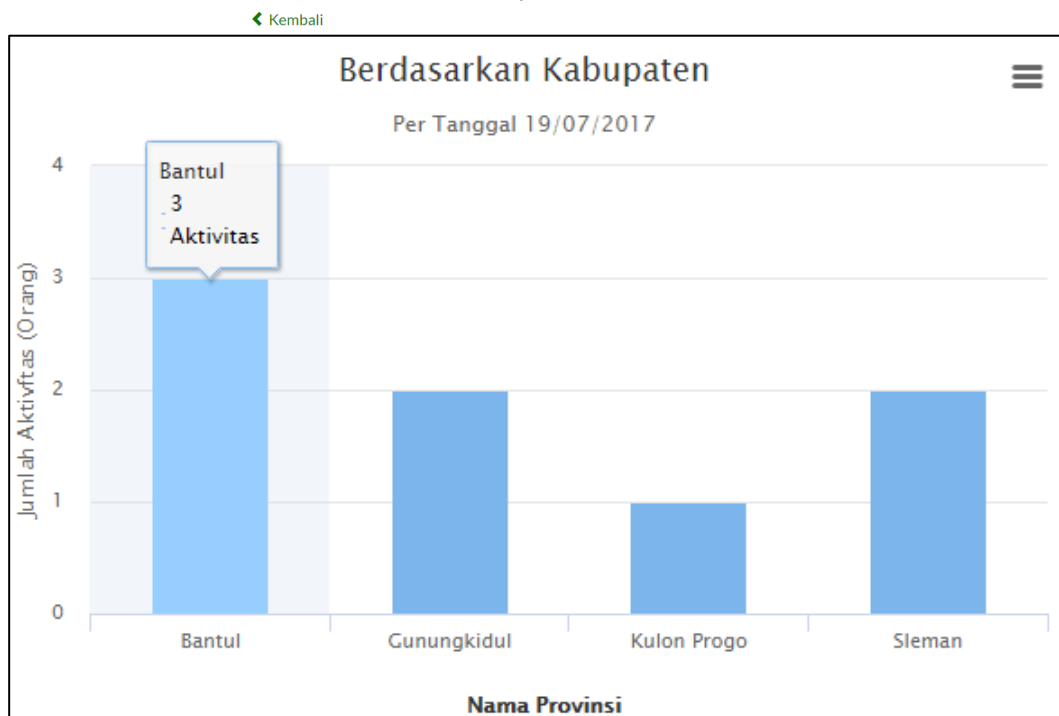 Kembali
Berdasarkan Kabupaten
Per Tanggal 19/07/2017
Bantul
3
Aktivitas
Jumlah Aktivftas (Orang)
4
3
2
1
0
Bantul
Gunungkidul
Kulon Progo
Sleman
Nama Provinsi